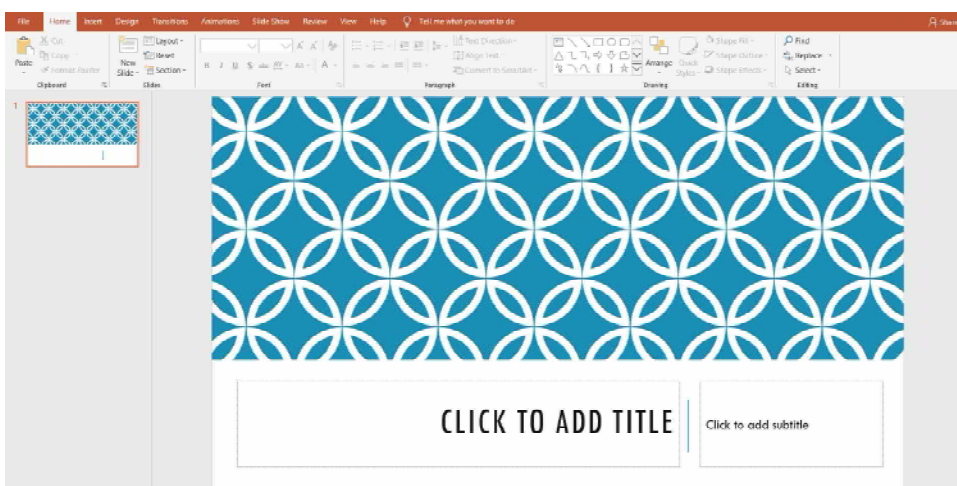 File Home Insert Design Transitions Animations Slide Show Review View Help Tell me what you want to do Share
Paste
Cut
Copy
Format Painter
Clipboard
New
Slide
Layout
Reset
Section
Slides
Font
Text Direction
Align Text
Convert to SmartArt
Paragraph
Arrange
Quick
Styles
Shape Fill
Shape Outline
Shape Effects
Drawing
Find
Replace
Select
Editing
1
CLICK TO ADD TITLE
Click to add subtitle